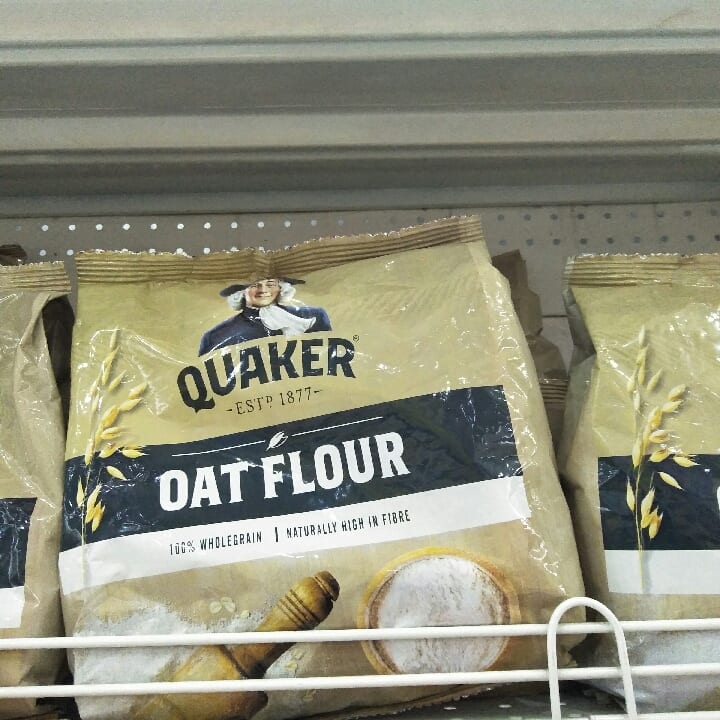 QUAKER®
-ESTD 1877-
OAT FLOUR
100% WHOLEGRAIN | NATURALLY HIGH IN FIBRE